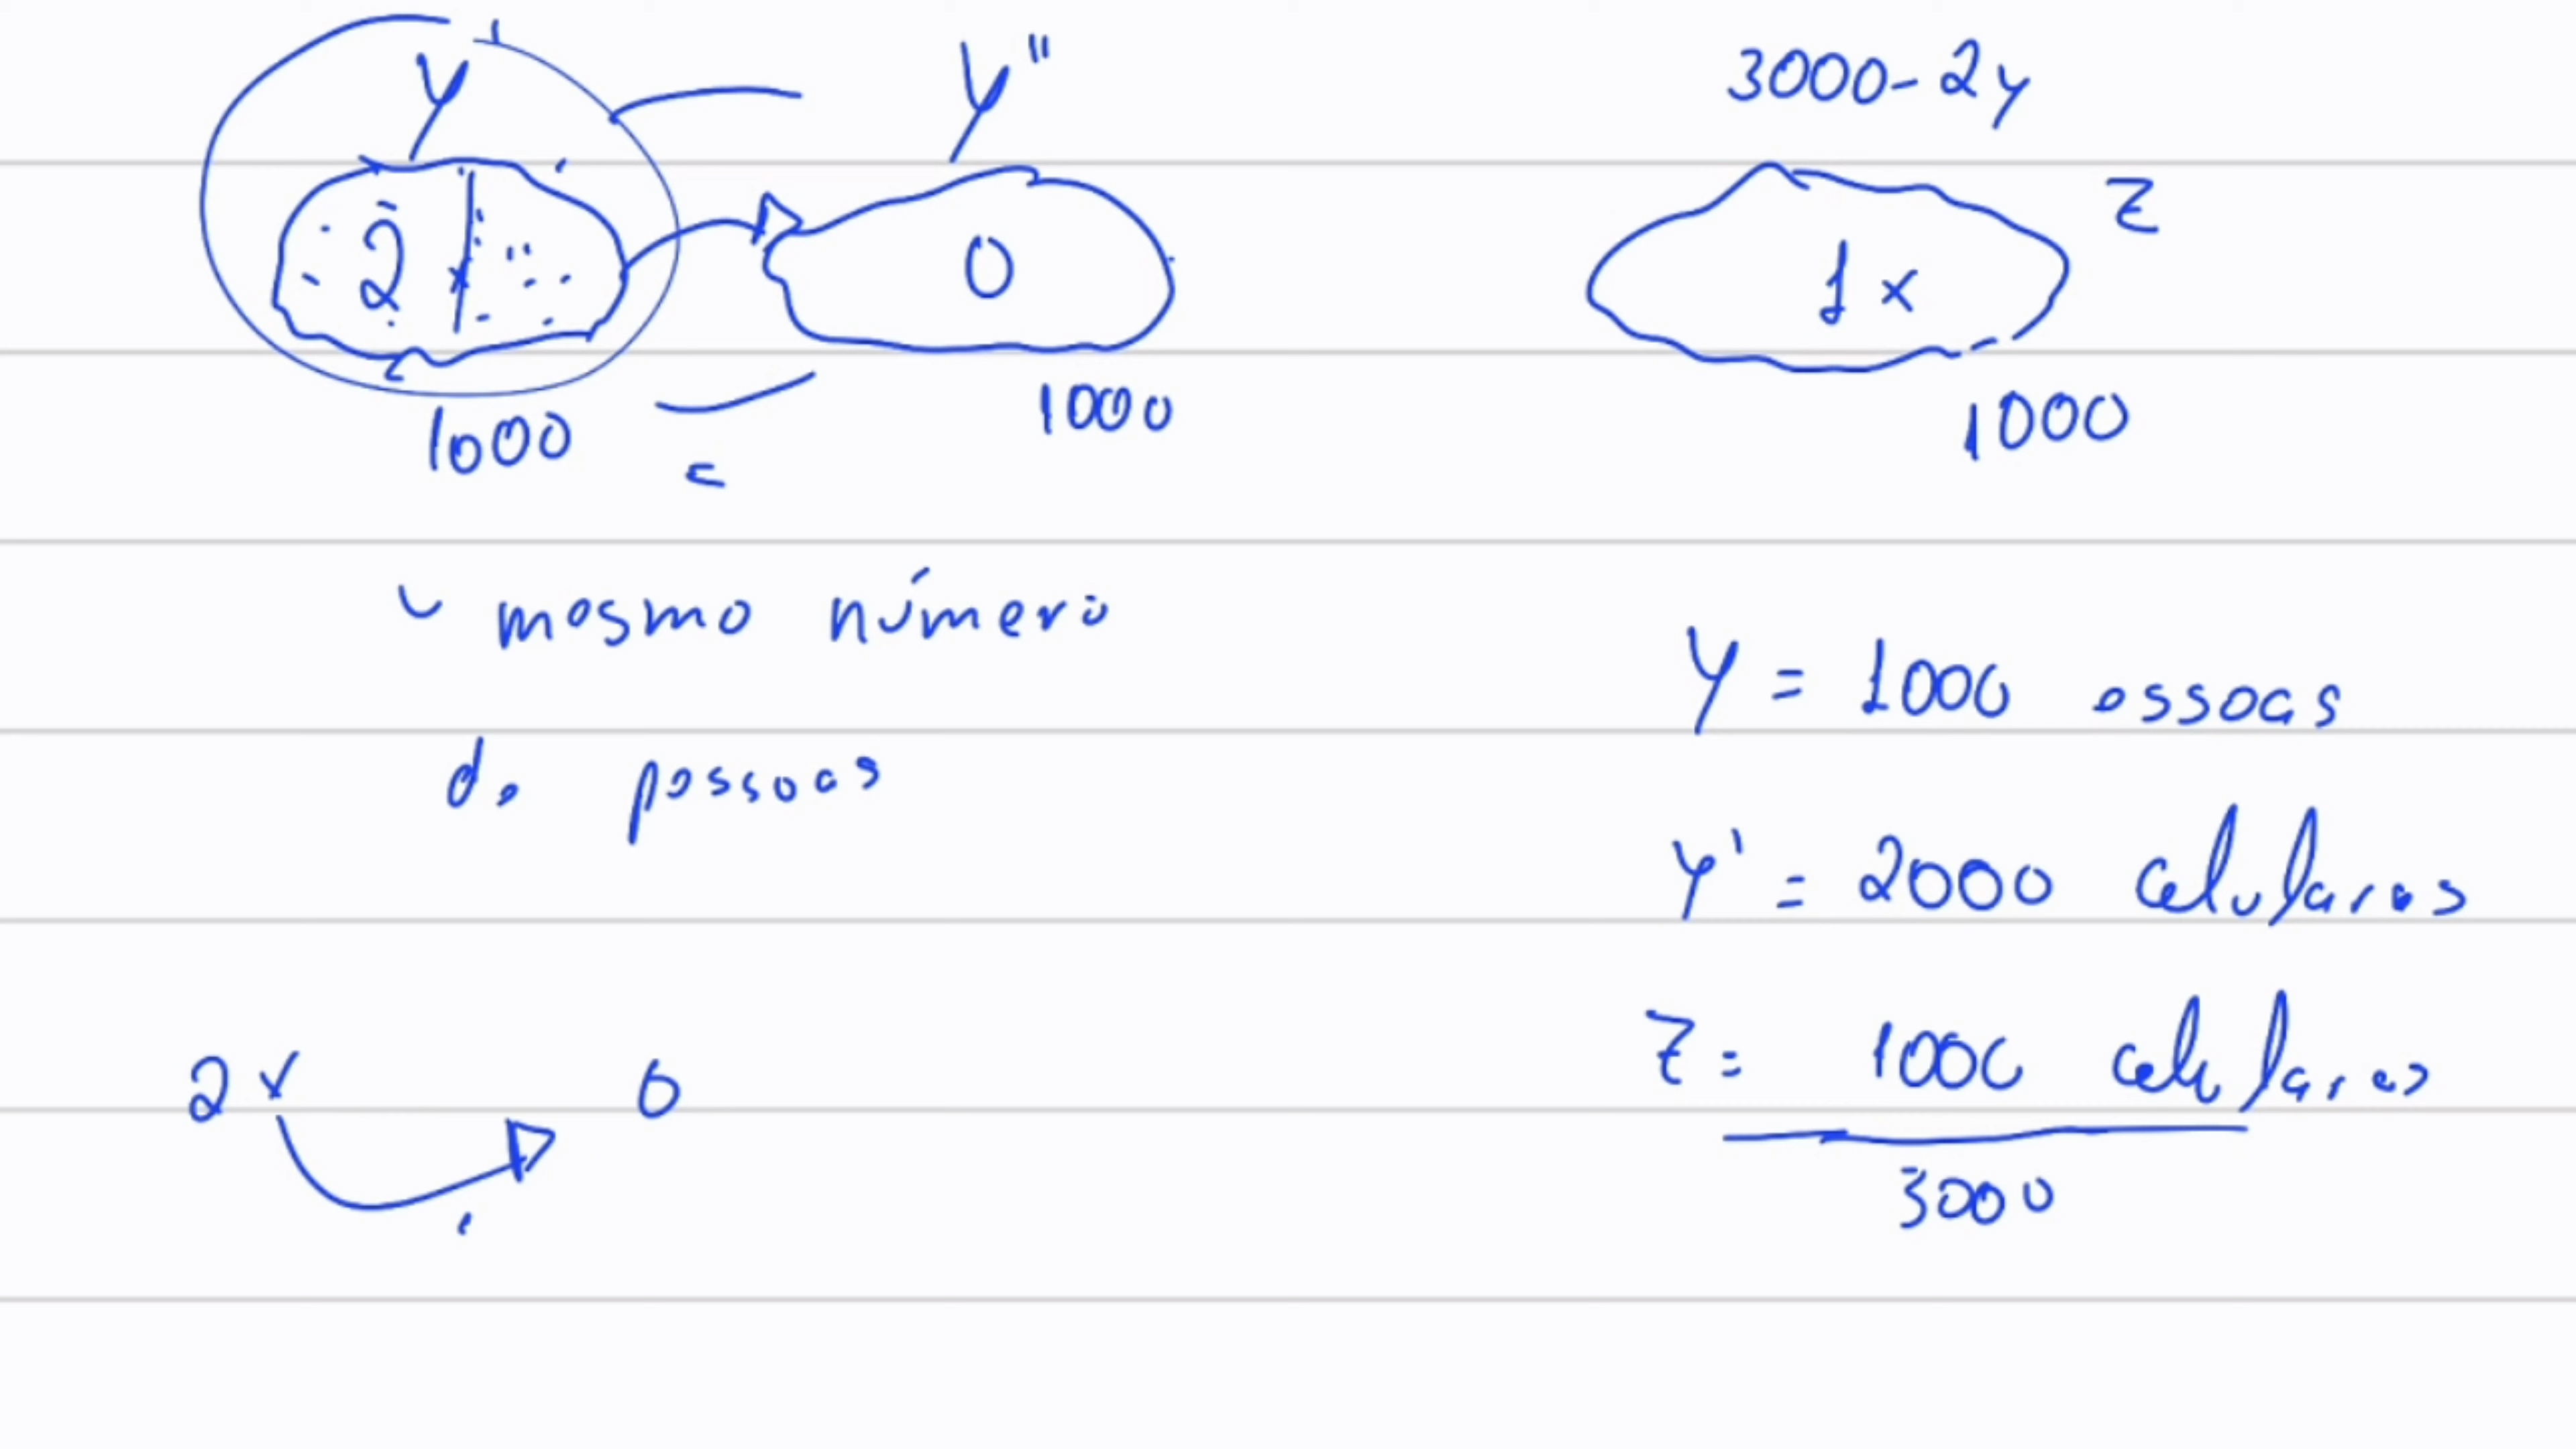 Y' Y" 3000-2y
2x 0 1x Z
1000 1000 1000
mesmo número
de pessoas
Y = 1000 essoas
Y' = 2000 celulares
2x 0
Z = 1000 celulares
3000